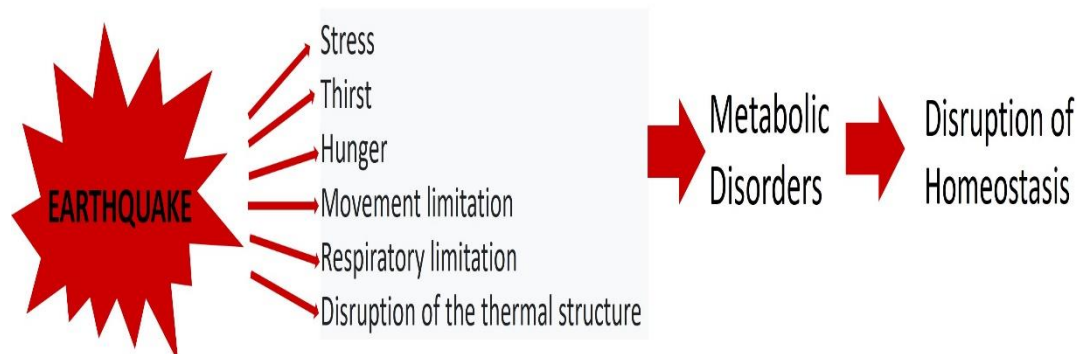 EARTHQUAKE
Stress
Thirst
Hunger
Movement limitation
Respiratory limitation
Disruption of the thermal structure
Metabolic
Disorders
Disruption of
Homeostasis